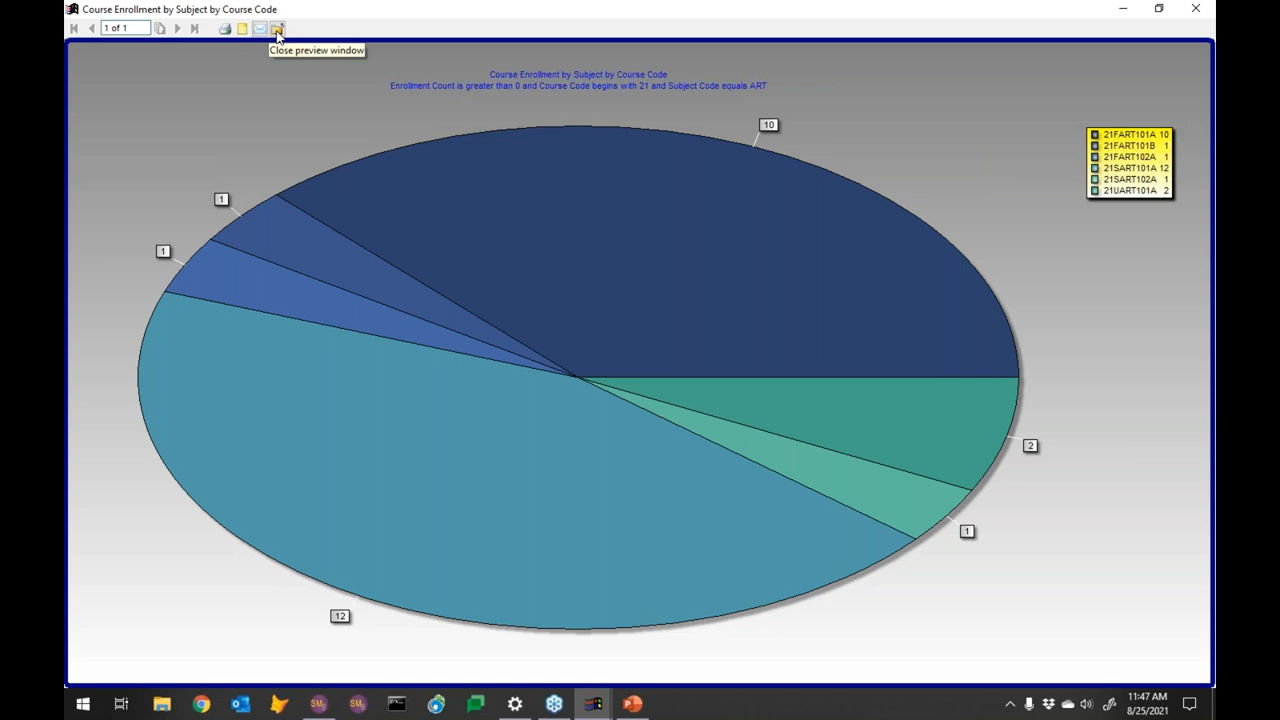 Course Enrollment by Subject by Course Code
1 of 1
Close preview window
Course Enrollment by Subject by Course Code
Enrollment Count is greater than 0 and Course Code begins with 21 and Subject Code equals ART
10
21FART101A 10
21FART101B 1
21FART102A 1
21SART101A 12
21SART102A 1
21UART101A 2
1
1
2
1
12
SM
SM
P
11:47 AM
8/25/2021